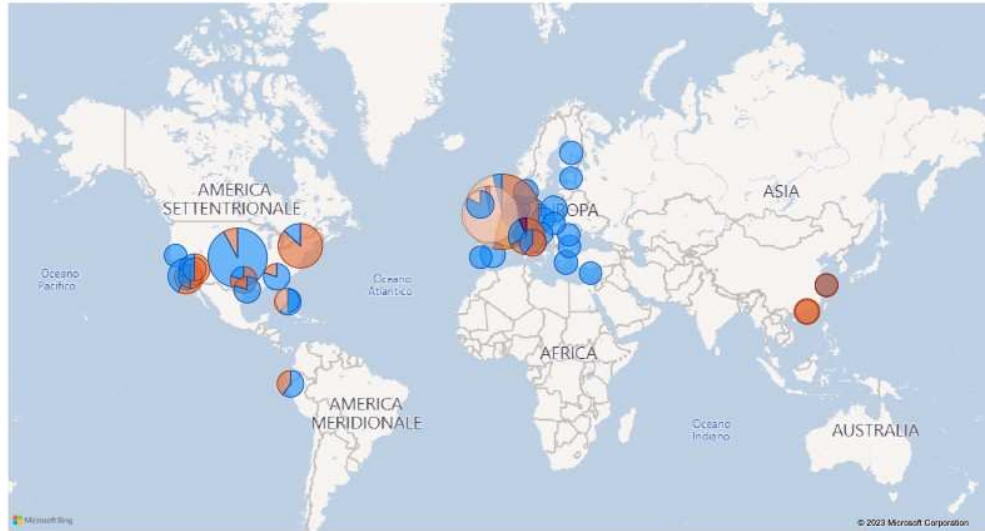 AMERICA
SETTENTRIONALE
ASIA
EUROPA
Oceano
Pacifico
Oceano
Atlantico
AFRICA
AMERICA
MERIDIONALE
Oceano
Indiano
AUSTRALIA
Microsoft Bing
© 2023 Microsoft Corporation